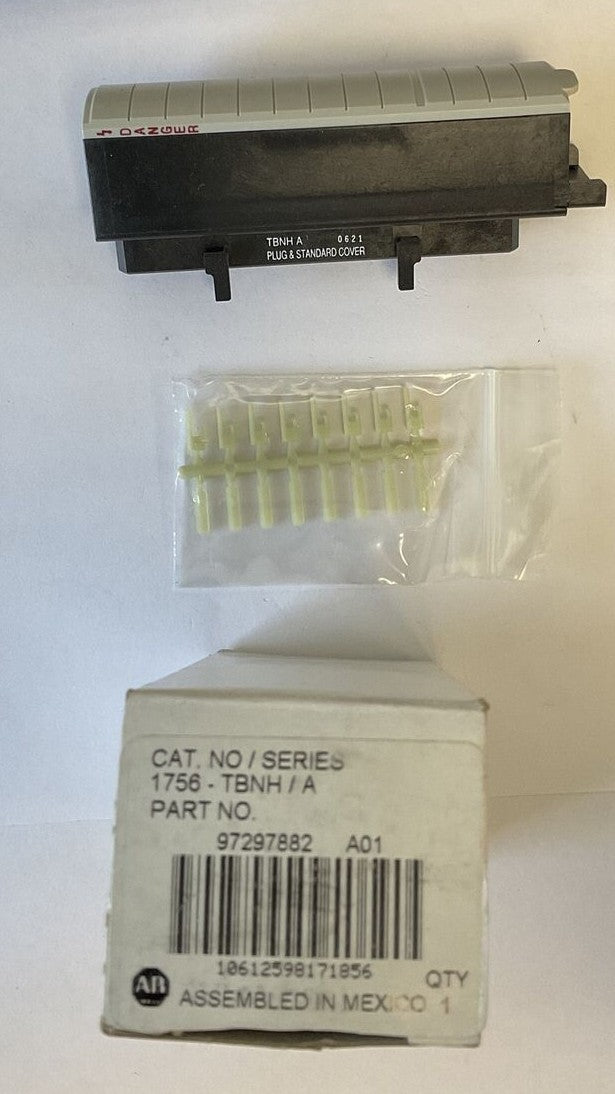 DANGER
TBNH A 0621
PLUG & STANDARD COVER
CAT. NO / SERIES
1756 - TBNH / A
PART NO.
97297882 A01
10612598171856
QTY
AB
ASSEMBLED IN MEXICO 1